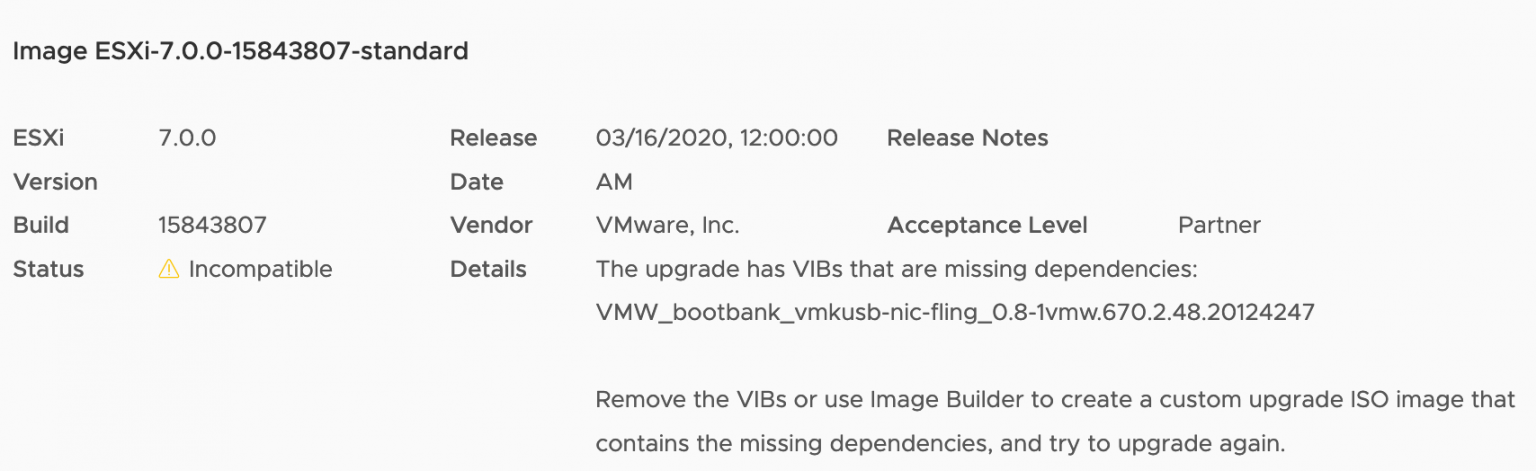 Image ESXi-7.0.0-15843807-standard
ESXi 7.0.0 Release 03/16/2020, 12:00:00 Release Notes
Version Date AM
Build 15843807 Vendor VMware, Inc. Acceptance Level Partner
Status Incompatible Details The upgrade has VIBs that are missing dependencies:
VMW_bootbank_vmkusb-nic-fling_0.8-1vmw.670.2.48.20124247
Remove the VIBs or use Image Builder to create a custom upgrade ISO image that
contains the missing dependencies, and try to upgrade again.